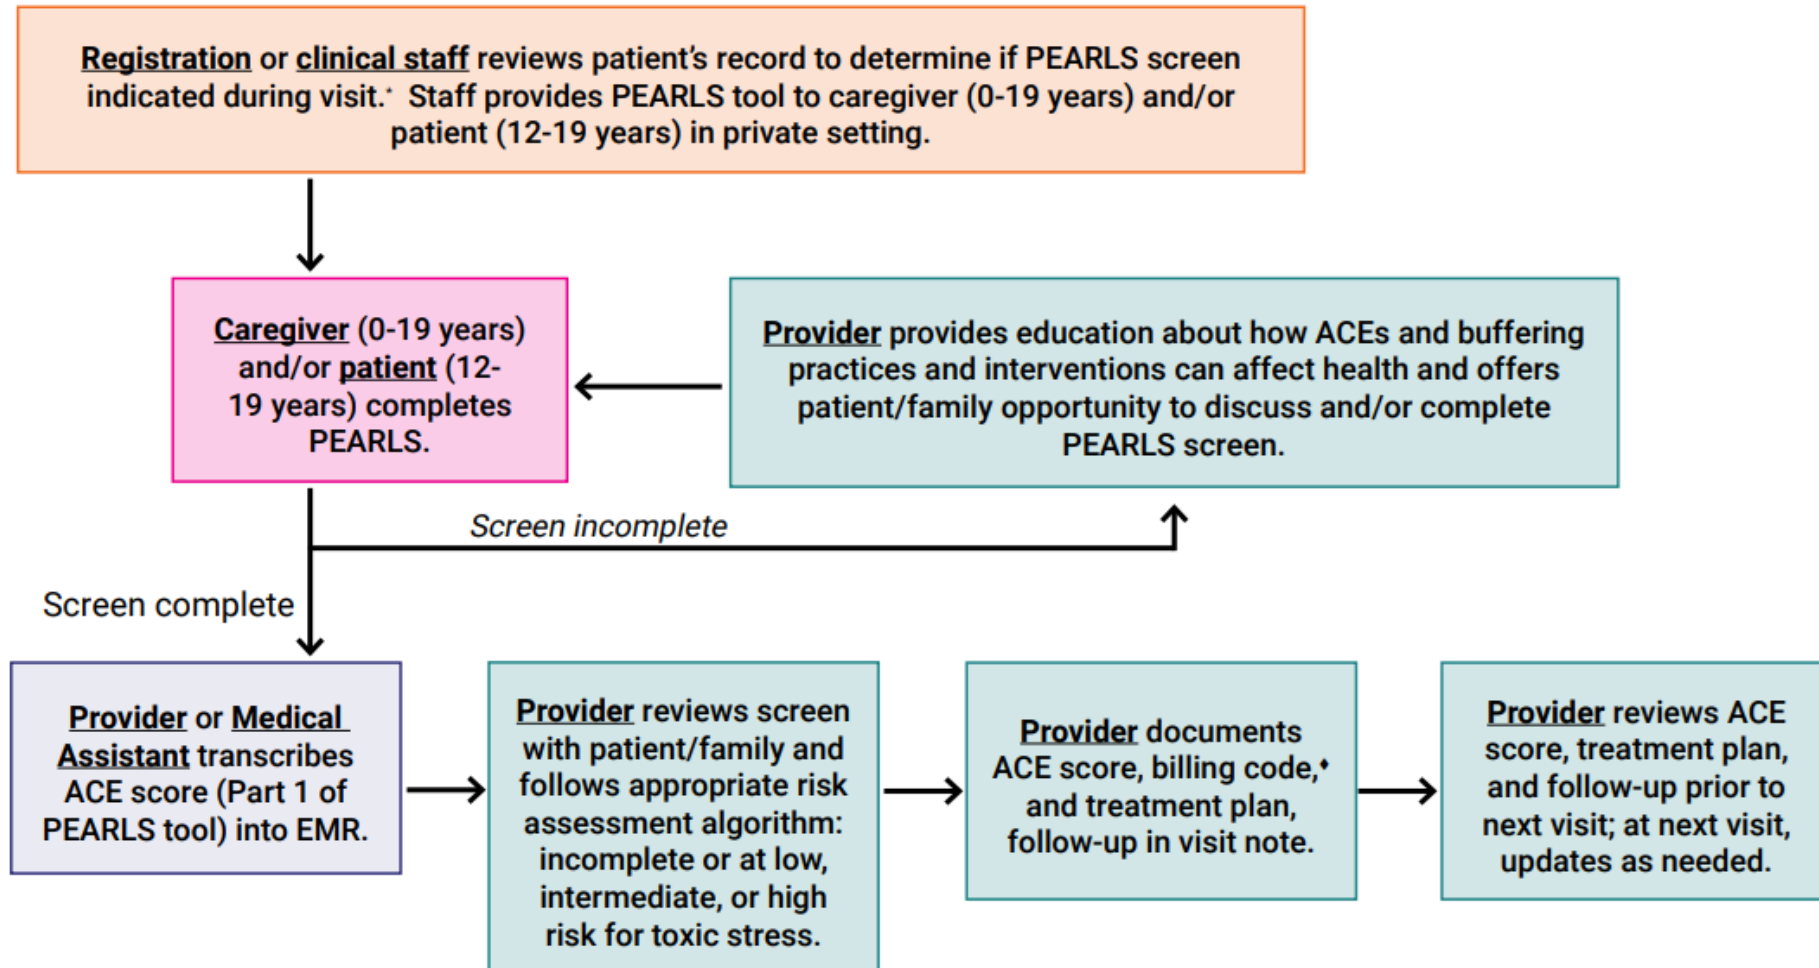 Registration or clinical staff reviews patient's record to determine if PEARLS screen
indicated during visit.* Staff provides PEARLS tool to caregiver (0-19 years) and/or
patient (12-19 years) in private setting.
Caregiver (0-19 years)
and/or patient (12-
19 years) completes
PEARLS.
Provider provides education about how ACEs and buffering
practices and interventions can affect health and offers
patient/family opportunity to discuss and/or complete
PEARLS screen.
Screen incomplete
Screen complete
Provider or Medical
Assistant transcribes
ACE score (Part 1 of
PEARLS tool) into EMR.
Provider reviews screen
with patient/family and
follows appropriate risk
assessment algorithm:
incomplete or at low,
intermediate, or high
risk for toxic stress.
Provider documents
ACE score, billing code,♦
and treatment plan,
follow-up in visit note.
Provider reviews ACE
score, treatment plan,
and follow-up prior to
next visit; at next visit,
updates as needed.